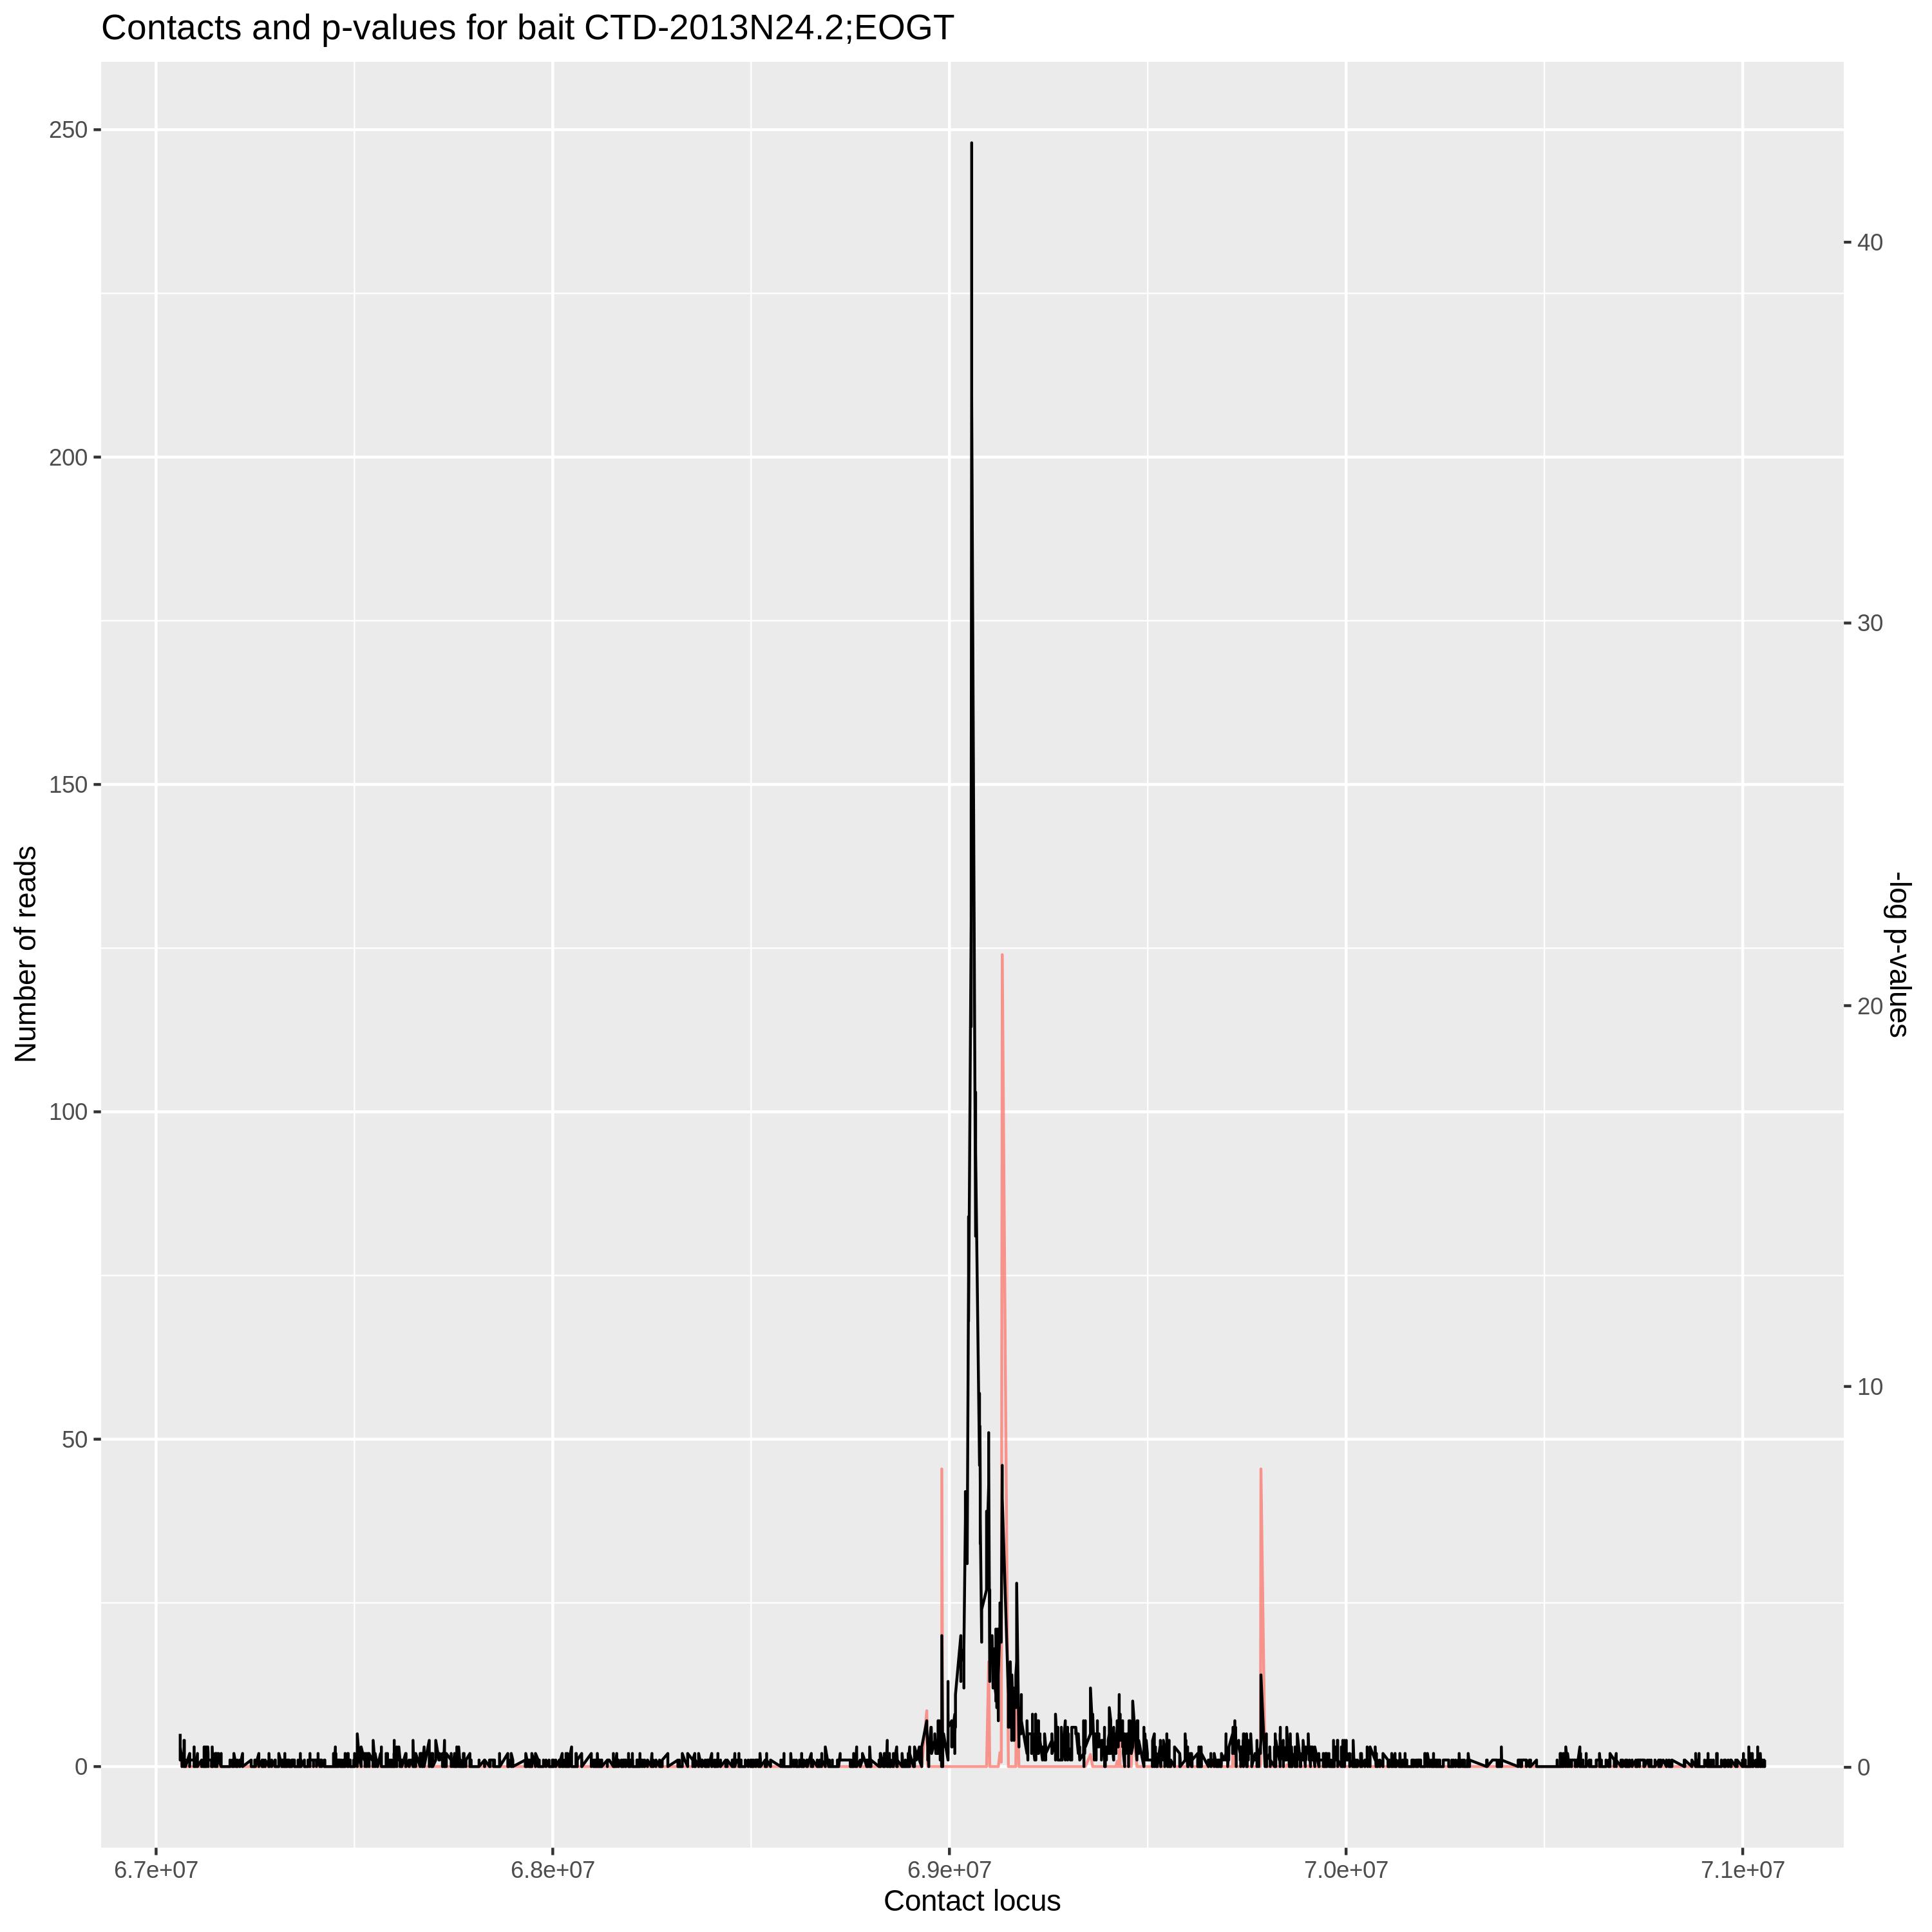 Contacts and p-values for bait CTD-2013N24.2;EOGT
250
200
150
100
50
0
Number of reads
40
30
20
10
0
-log p-values
6.7e+07 6.8e+07 6.9e+07 7.0e+07 7.1e+07
Contact locus